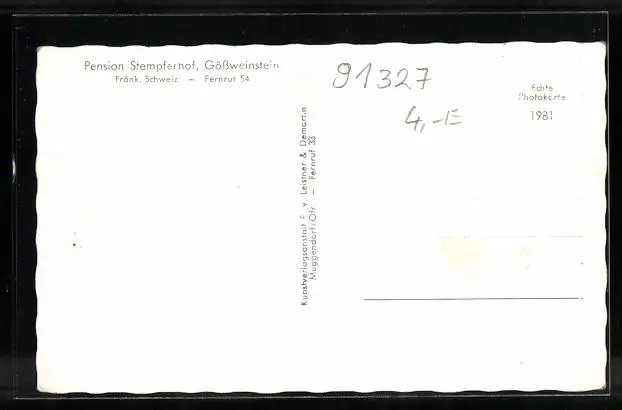 Pension Stempferhof, Gößweinstein
Fränk. Schweiz – Fernruf 54
Kunstverlagsanstalt F. v. Leistner & Demartin
Muggendorf/Ofr. – Fernruf 33
91327
4,-E
Echte
Photokarte
1981